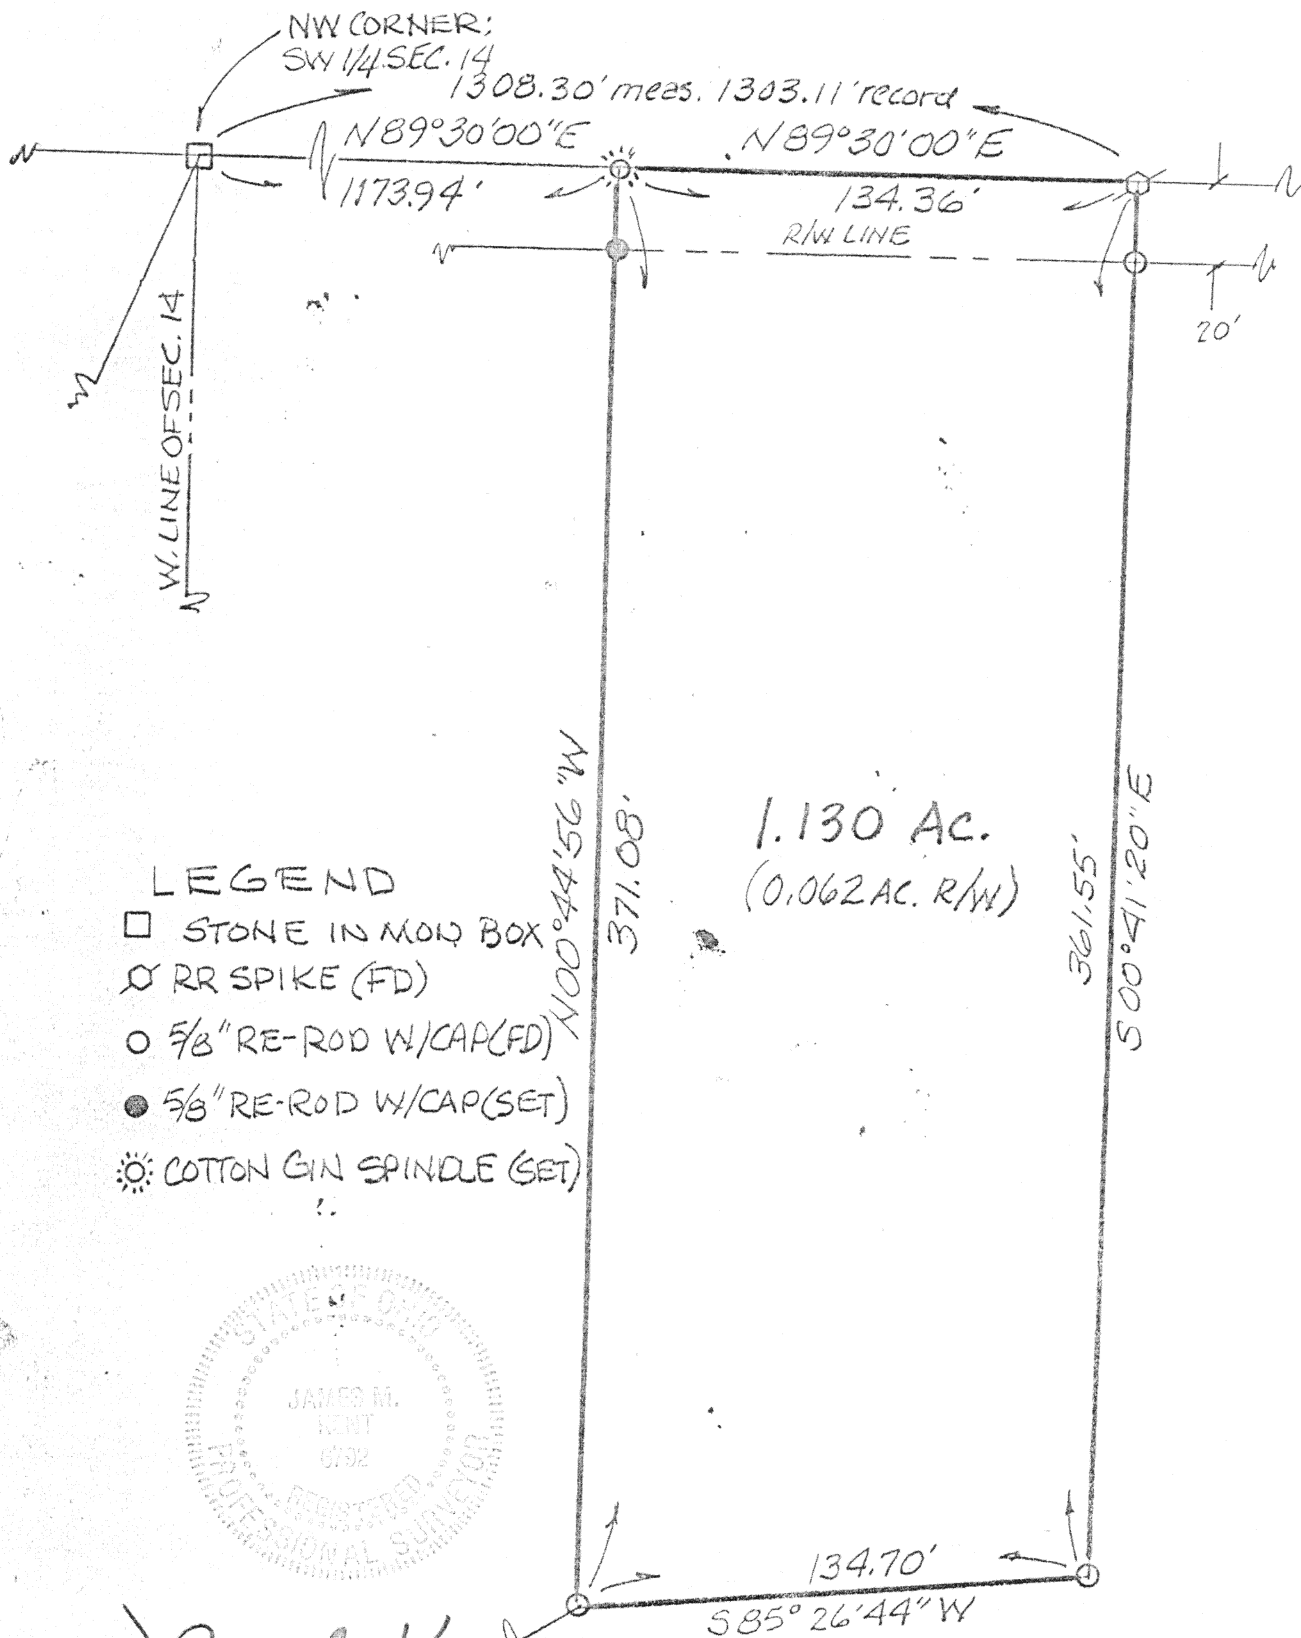 NW CORNER:
SW 1/4 SEC. 14
1308.30' meas. 1303.11' record
N89°30'00"E
N89°30'00"E
1173.94'
134.36'
R/W LINE
20'
W. LINE OF SEC. 14
N00°44'56"W
371.08'
1.130 AC.
(0.062 AC. R/W)
361.55'
S00°41'20"E
LEGEND
STONE IN MON BOX
RR SPIKE (FD)
5/8" RE-ROD W/CAP(FD)
5/8" RE-ROD W/CAP(SET)
COTTON GIN SPINDLE (SET)
STATE OF OHIO
JAMES M.
KENT
REGISTERED
PROFESSIONAL SURVEYOR
134.70'
S85°26'44"W